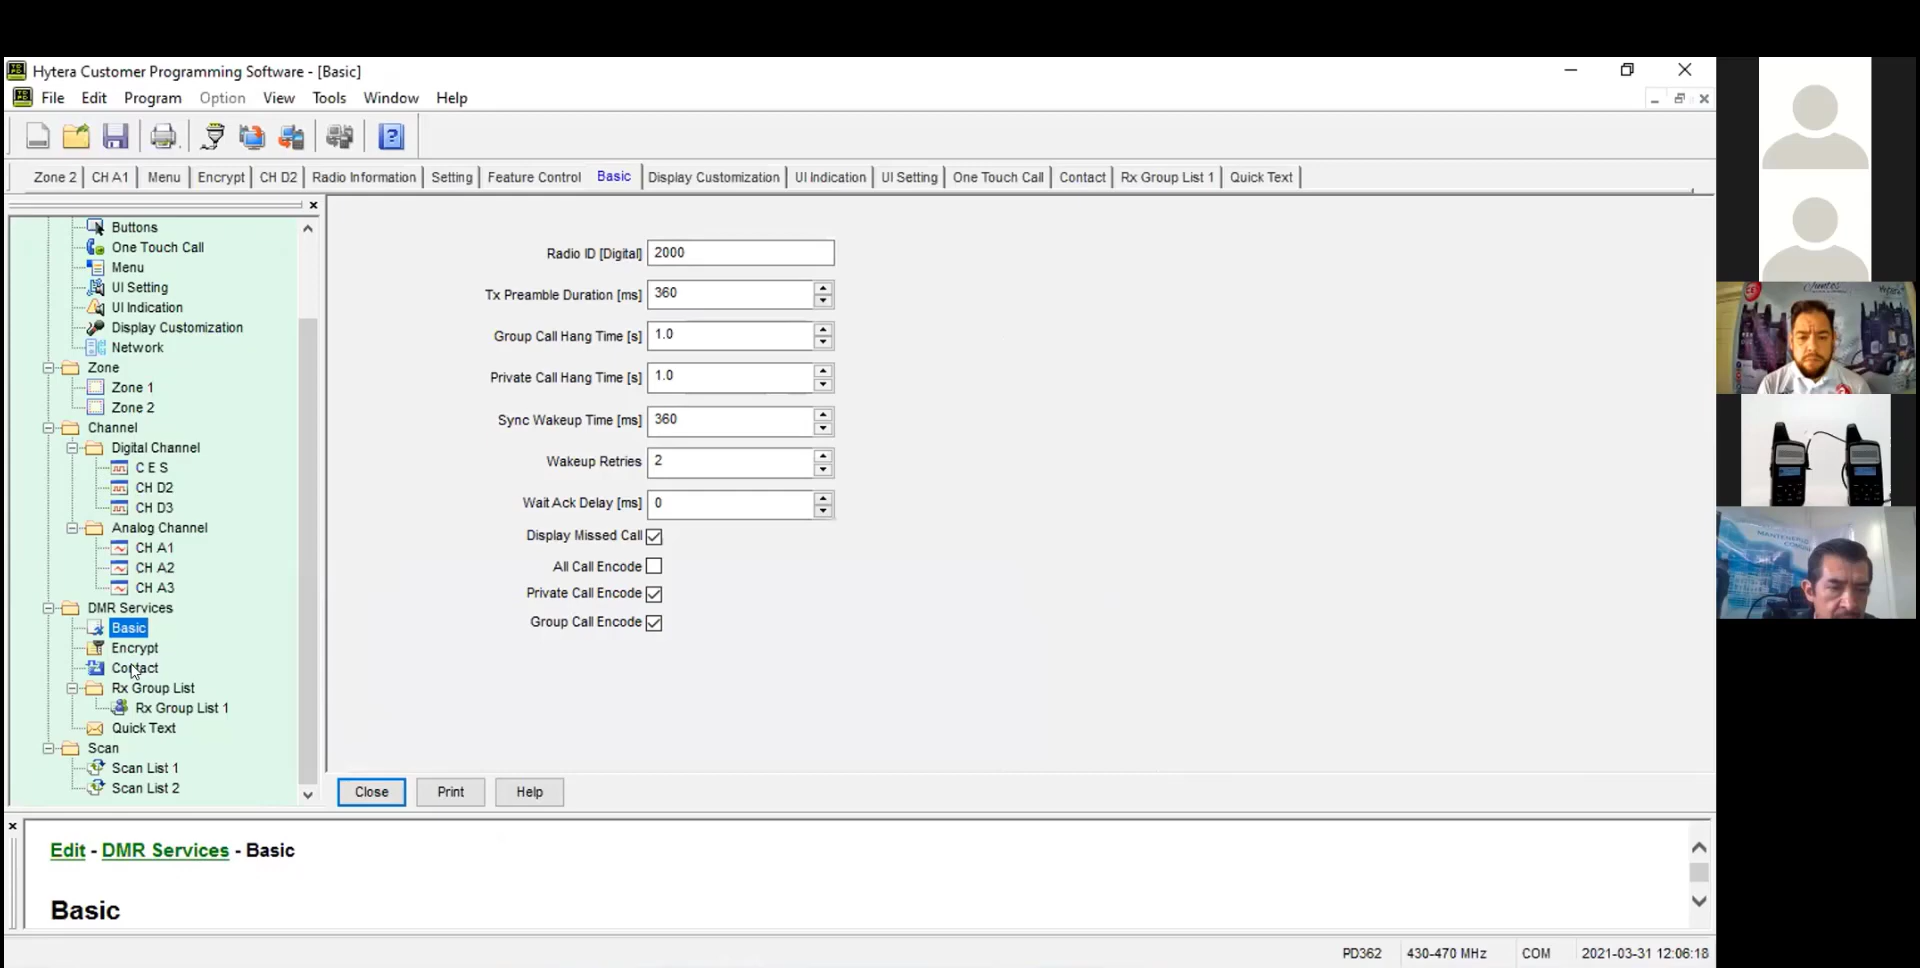 Hytera Customer Programming Software - [Basic]
File Edit Program Option View Tools Window Help
Zone 2 CH A1 Menu Encrypt CH D2 Radio Information Setting Feature Control Basic Display Customization UI Indication UI Setting One Touch Call Contact Rx Group List 1 Quick Text
Buttons
One Touch Call
Menu
UI Setting
UI Indication
Display Customization
Network
Zone
Zone 1
Zone 2
Channel
Digital Channel
C E S
CH D2
CH D3
Analog Channel
CH A1
CH A2
CH A3
DMR Services
Basic
Encrypt
Contact
Rx Group List
Rx Group List 1
Quick Text
Scan
Scan List 1
Scan List 2
Radio ID [Digital] 2000
Tx Preamble Duration [ms] 360
Group Call Hang Time [s] 1.0
Private Call Hang Time [s] 1.0
Sync Wakeup Time [ms] 360
Wakeup Retries 2
Wait Ack Delay [ms] 0
Display Missed Call
All Call Encode
Private Call Encode
Group Call Encode
Close Print Help
Edit - DMR Services - Basic
Basic
PD362 430-470 MHz COM 2021-03-31 12:06:18
Hytera